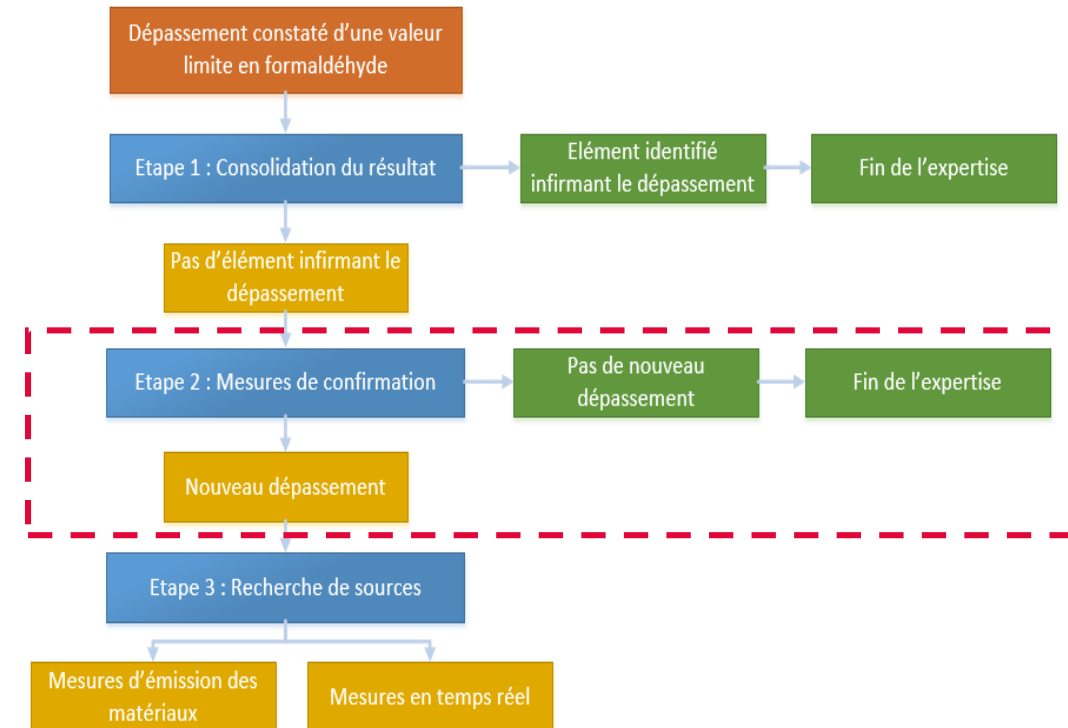 Dépassement constaté d'une valeur
limite en formaldéhyde
Etape 1 : Consolidation du résultat
Elément identifié
infirmant le dépassement
Fin de l'expertise
Pas d'élément infirmant le
dépassement
Etape 2 : Mesures de confirmation
Pas de nouveau
dépassement
Fin de l'expertise
Nouveau dépassement
Etape 3 : Recherche de sources
Mesures d'émission des
matériaux
Mesures en temps réel